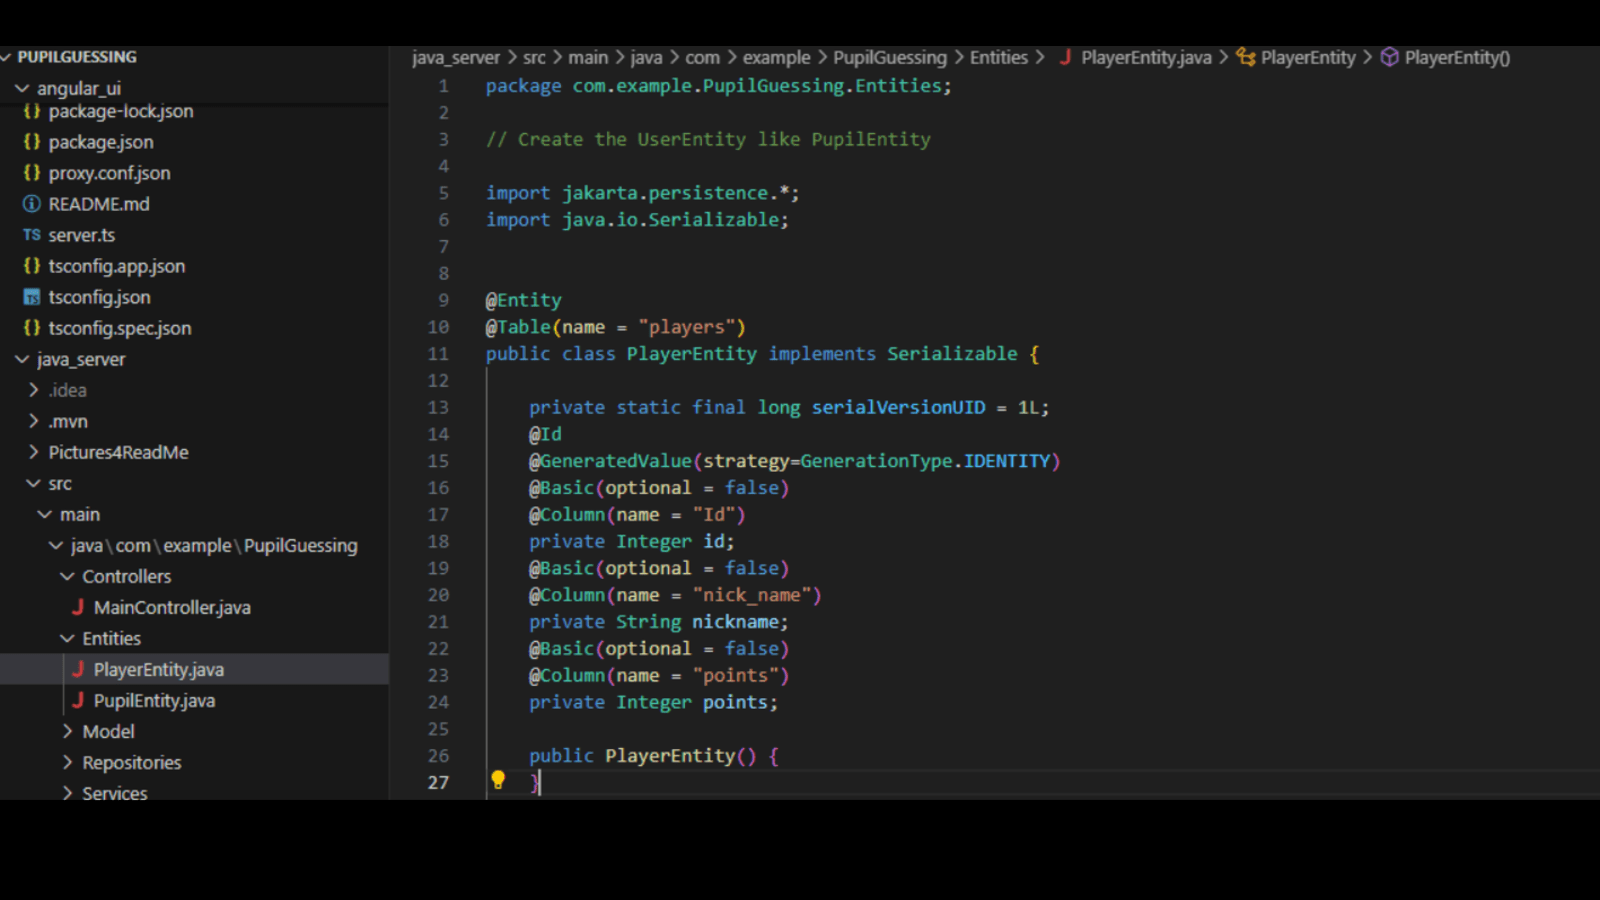 PUPILGUESSING
angular_ui
{} package-lock.json
{} package.json
{} proxy.conf.json
README.md
TS server.ts
{} tsconfig.app.json
TS tsconfig.json
{} tsconfig.spec.json
java_server
.idea
.mvn
Pictures4ReadMe
src
main
java\com\example\PupilGuessing
Controllers
J MainController.java
Entities
J PlayerEntity.java
J PupilEntity.java
Model
Repositories
Services
java_server > src > main > java > com > example > PupilGuessing > Entities > J PlayerEntity.java > PlayerEntity > PlayerEntity()
1 package com.example.PupilGuessing.Entities;
2
3 // Create the UserEntity like PupilEntity
4
5 import jakarta.persistence.*;
6 import java.io.Serializable;
7
8
9 @Entity
10 @Table(name = "players")
11 public class PlayerEntity implements Serializable {
12
13 private static final long serialVersionUID = 1L;
14 @Id
15 @GeneratedValue(strategy=GenerationType.IDENTITY)
16 @Basic(optional = false)
17 @Column(name = "Id")
18 private Integer id;
19 @Basic(optional = false)
20 @Column(name = "nick_name")
21 private String nickname;
22 @Basic(optional = false)
23 @Column(name = "points")
24 private Integer points;
25
26 public PlayerEntity() {
27 }